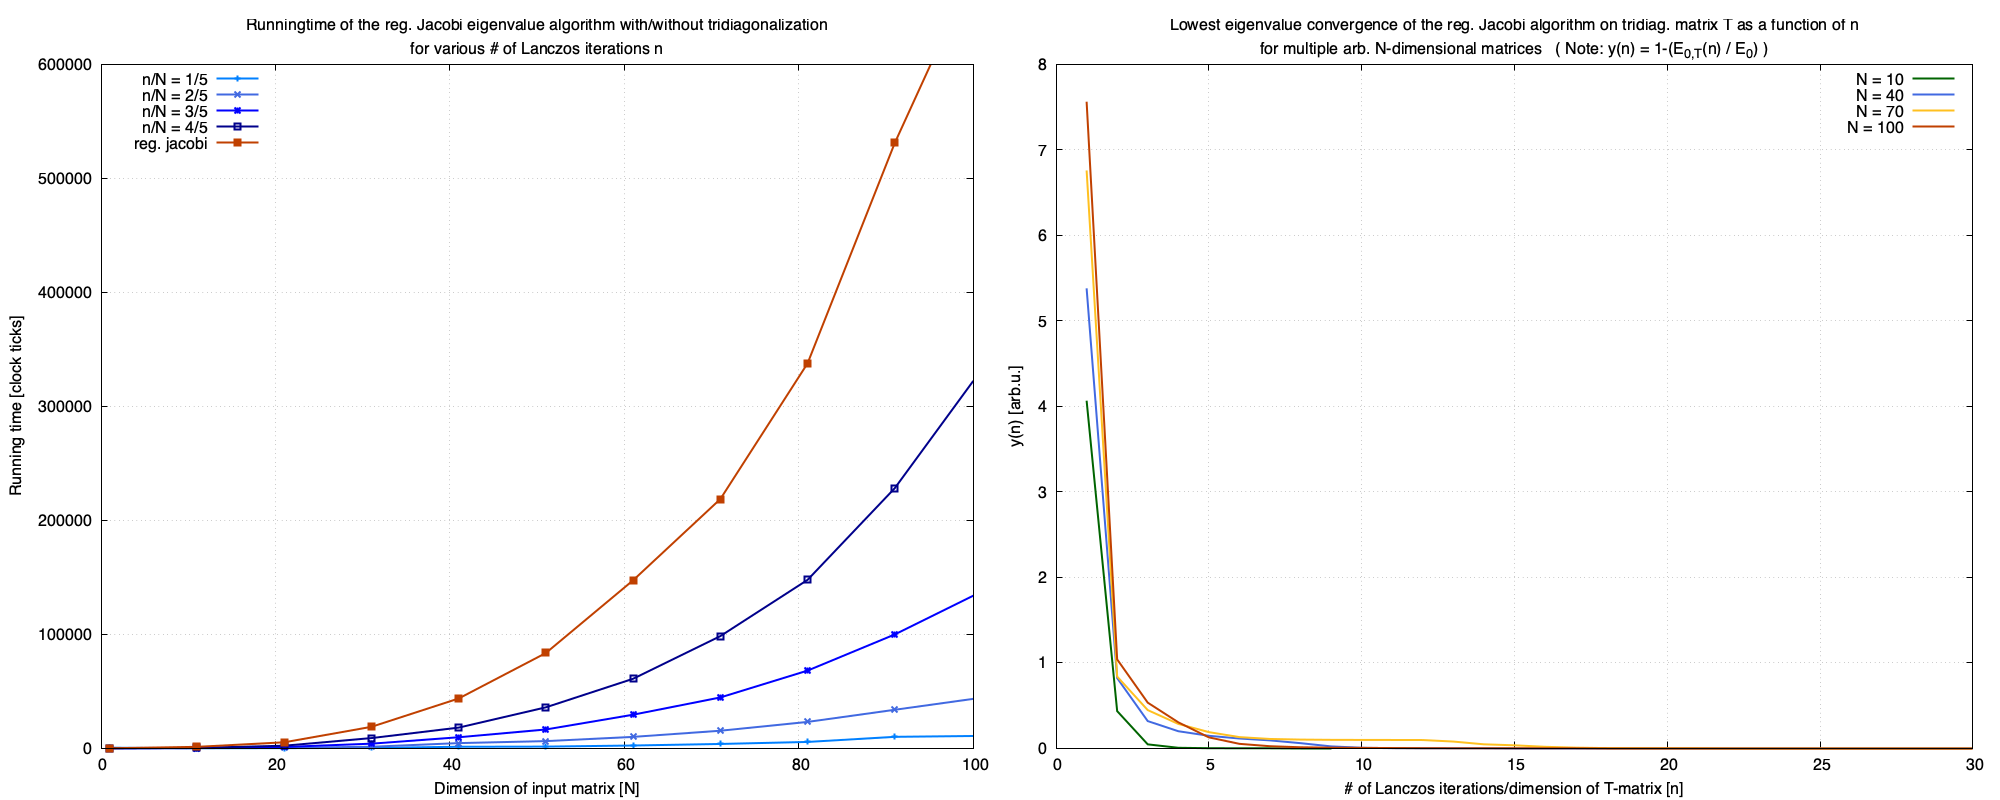 Runningtime of the reg. Jacobi eigenvalue algorithm with/without tridiagonalization
for various # of Lanczos iterations n
600000
500000
400000
300000
200000
100000
0
Running time [clock ticks]
n/N = 1/5
n/N = 2/5
n/N = 3/5
n/N = 4/5
reg. jacobi
0 20 40 60 80 100
Dimension of input matrix [N]
Lowest eigenvalue convergence of the reg. Jacobi algorithm on tridiag. matrix T as a function of n
for multiple arb. N-dimensional matrices ( Note: y(n) = 1-(E0,T(n) / E0) )
8
7
6
5
4
3
2
1
0
y(n) [arb.u.]
N = 10
N = 40
N = 70
N = 100
0 5 10 15 20 25 30
# of Lanczos iterations/dimension of T-matrix [n]